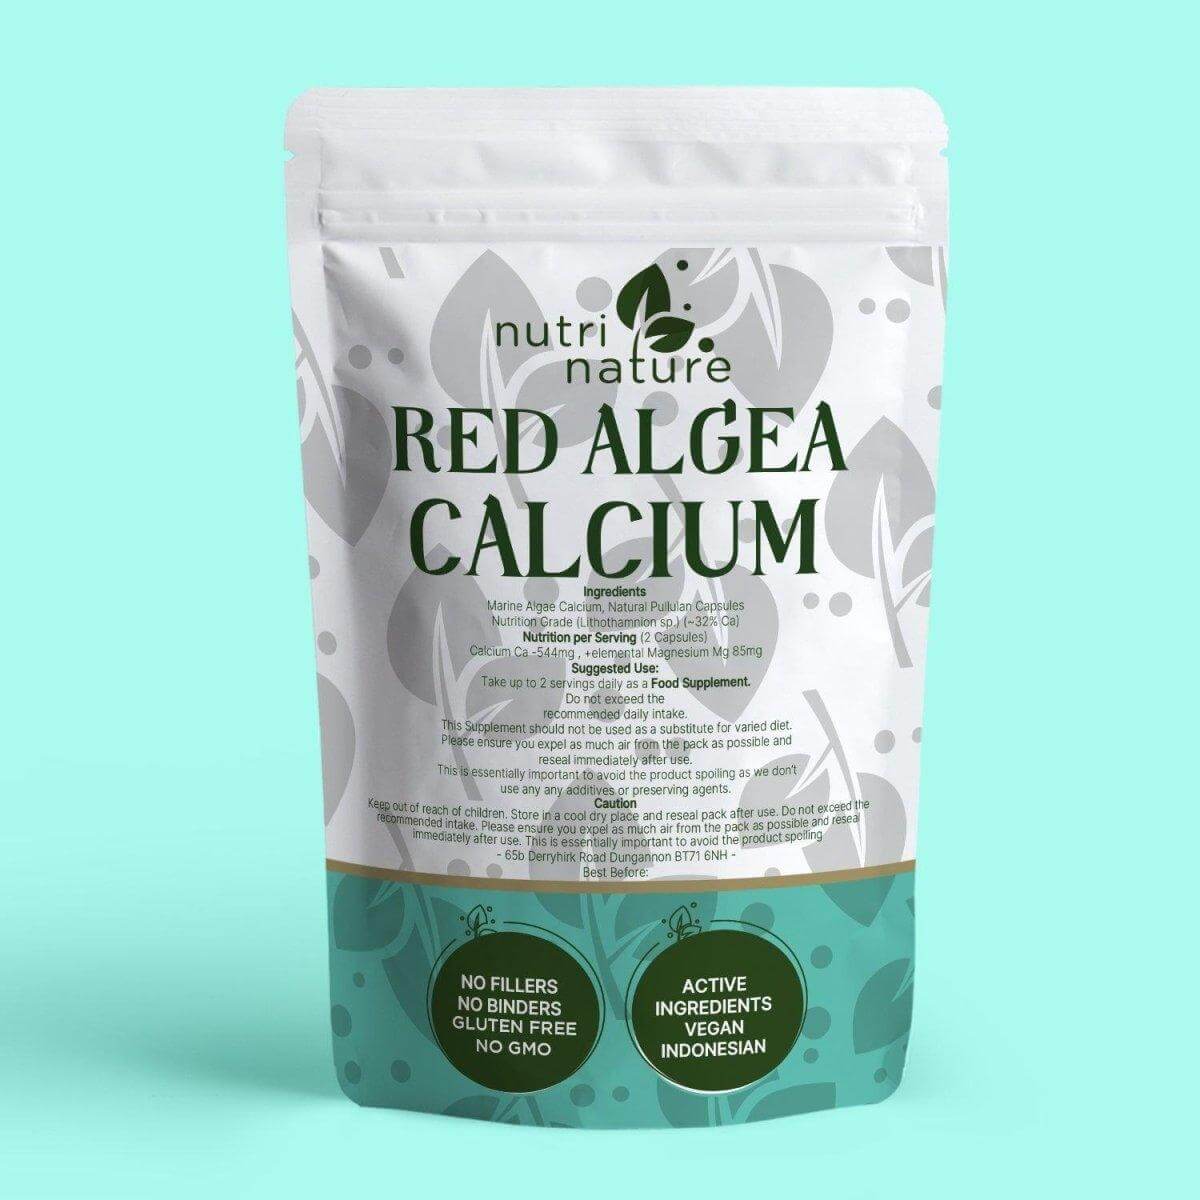 nutri
nature
RED ALGEA
CALCIUM
Ingredients
Marine Algae Calcium, Natural Pullulan Capsules
Nutrition Grade (Lithothamnion sp.) (~32% Ca)
Nutrition per Serving (2 Capsules)
Calcium Ca -544mg , +elemental Magnesium Mg 85mg
Suggested Use:
Take up to 2 servings daily as a Food Supplement.
Do not exceed the
recommended daily intake.
This Supplement should not be used as a substitute for varied diet.
Please ensure you expel as much air from the pack as possible and
reseal immediately after use.
This is essentially important to avoid the product spoiling as we don't
use any any additives or preserving agents.
Caution
Keep out of reach of children. Store in a cool dry place and reseal pack after use. Do not exceed the
recommended intake. Please ensure you expel as much air from the pack as possible and reseal
immediately after use. This is essentially important to avoid the product spoiling
- 65b Derryhirk Road Dungannon BT71 6NH -
Best Before:
NO FILLERS
NO BINDERS
GLUTEN FREE
NO GMO
ACTIVE
INGREDIENTS
VEGAN
INDONESIAN